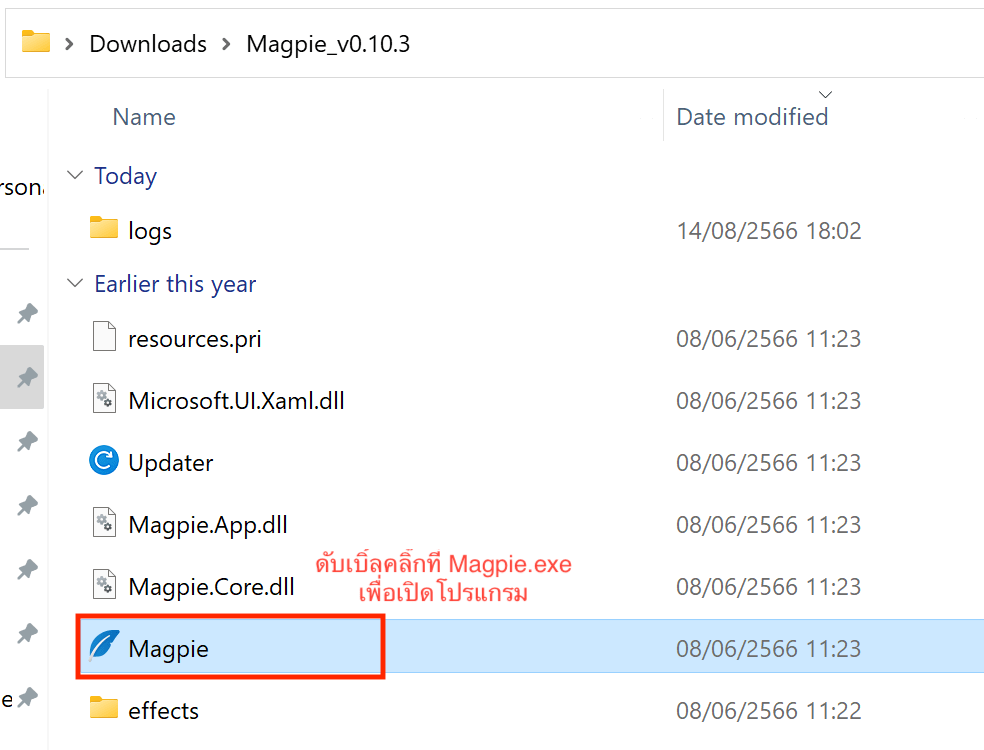 Downloads > Magpie_v0.10.3
Name Date modified
rsona
Today
logs 14/08/2566 18:02
Earlier this year
resources.pri 08/06/2566 11:23
Microsoft.UI.Xaml.dll 08/06/2566 11:23
Updater 08/06/2566 11:23
Magpie.App.dll 08/06/2566 11:23
ดับเบิ้ลคลิ๊กที่ Magpie.exe
เพื่อเปิดโปรแกรม
Magpie.Core.dll 08/06/2566 11:23
Magpie 08/06/2566 11:23
e
effects 08/06/2566 11:22